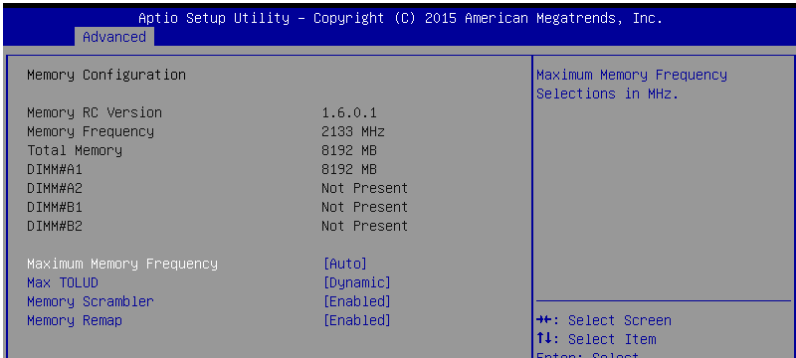 Aptio Setup Utility – Copyright (C) 2015 American Megatrends, Inc.
Advanced
Memory Configuration
Memory RC Version 1.6.0.1
Memory Frequency 2133 MHz
Total Memory 8192 MB
DIMM#A1 8192 MB
DIMM#A2 Not Present
DIMM#B1 Not Present
DIMM#B2 Not Present
Maximum Memory Frequency [Auto]
Max TOLUD [Dynamic]
Memory Scrambler [Enabled]
Memory Remap [Enabled]
Maximum Memory Frequency
Selections in MHz.
→←: Select Screen
↑↓: Select Item
Enter: Select